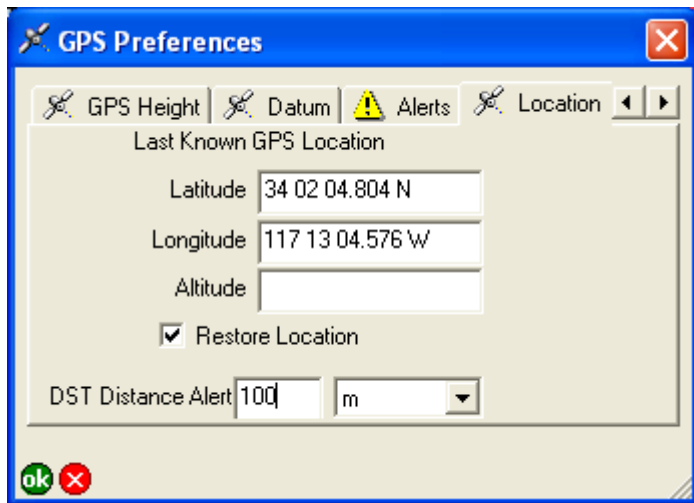 GPS Preferences
GPS Height Datum Alerts Location
Last Known GPS Location
Latitude 34 02 04.804 N
Longitude 117 13 04.576 W
Altitude
Restore Location
DST Distance Alert 100 m
ok